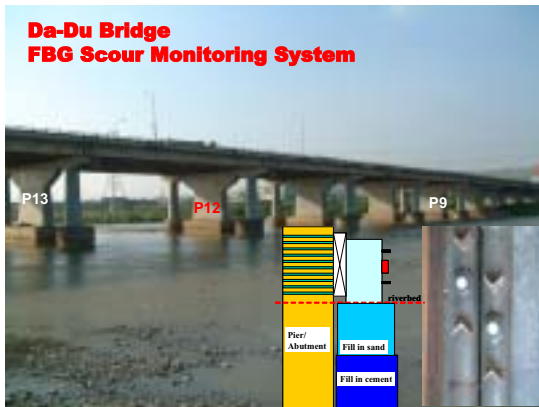 Da-Du Bridge
FBG Scour Monitoring System
P13
P12
P9
riverbed
Pier/
Abutment
Fill in sand
Fill in cement